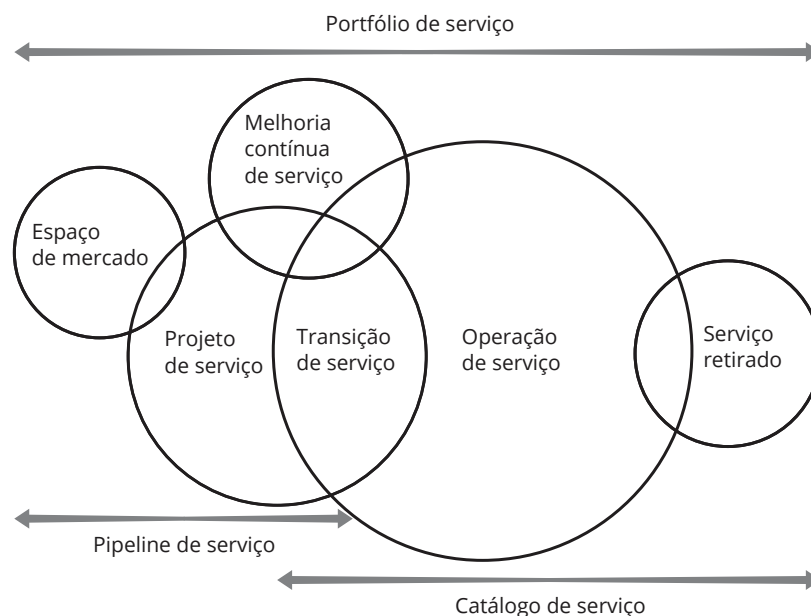 Portfólio de serviço
Melhoria
contínua
de serviço
Espaço
de mercado
Projeto
de serviço
Transição
de serviço
Operação
de serviço
Serviço
retirado
Pipeline de serviço
Catálogo de serviço